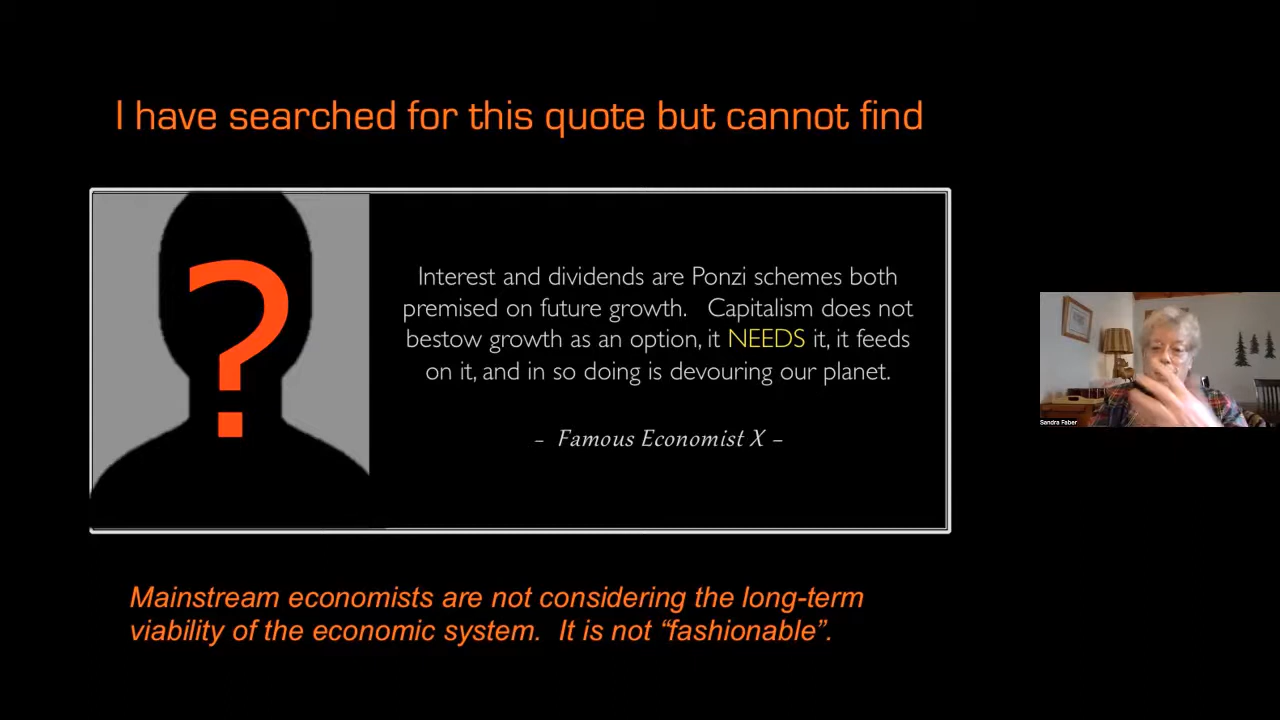 I have searched for this quote but cannot find
?
Interest and dividends are Ponzi schemes both
premised on future growth.   Capitalism does not
bestow growth as an option, it NEEDS it, it feeds
on it, and in so doing is devouring our planet.
–  Famous Economist X –
Sandra Faber
Mainstream economists are not considering the long-term
viability of the economic system.  It is not “fashionable”.